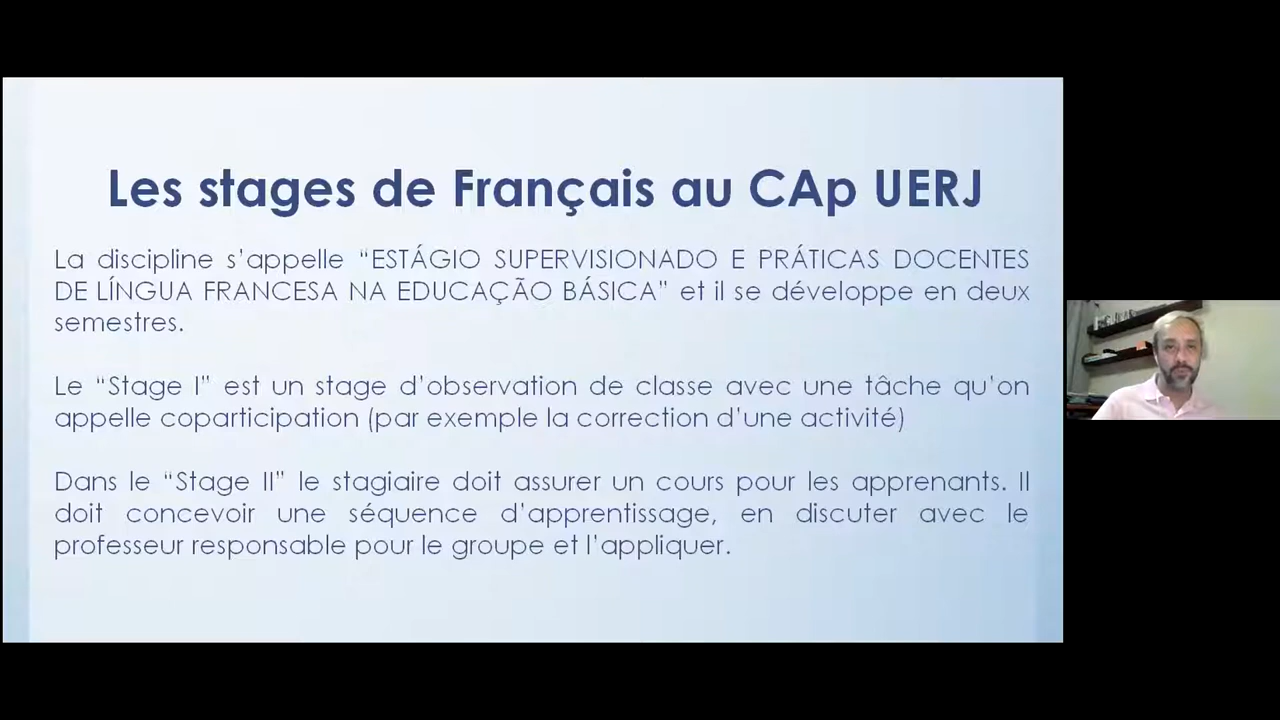 Les stages de Français au CAp UERJ
La discipline s’appelle “ESTÁGIO SUPERVISIONADO E PRÁTICAS DOCENTES
DE LÍNGUA FRANCESA NA EDUCAÇÃO BÁSICA” et il se développe en deux
semestres.
Le “Stage I” est un stage d’observation de classe avec une tâche qu’on
appelle coparticipation (par exemple la correction d’une activité)
Dans le “Stage II” le stagiaire doit assurer un cours pour les apprenants. Il
doit concevoir une séquence d’apprentissage, en discuter avec le
professeur responsable pour le groupe et l’appliquer.